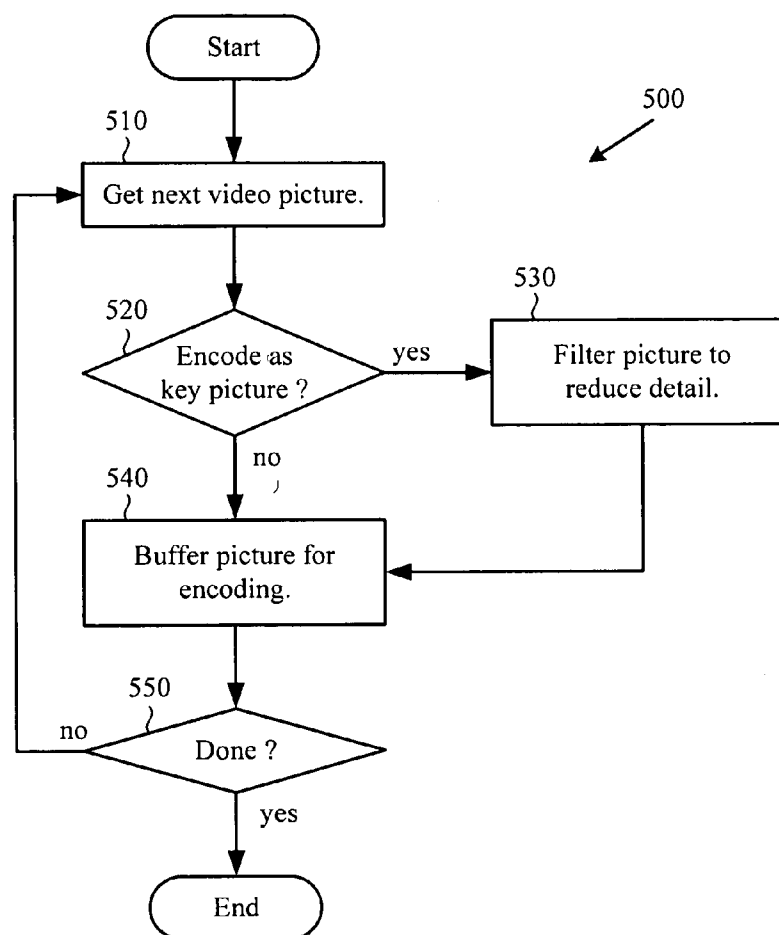 Start
500
510
Get next video picture.
520
Encode as
key picture ?
yes
530
Filter picture to
reduce detail.
no
540
Buffer picture for
encoding.
550
no
Done ?
yes
End